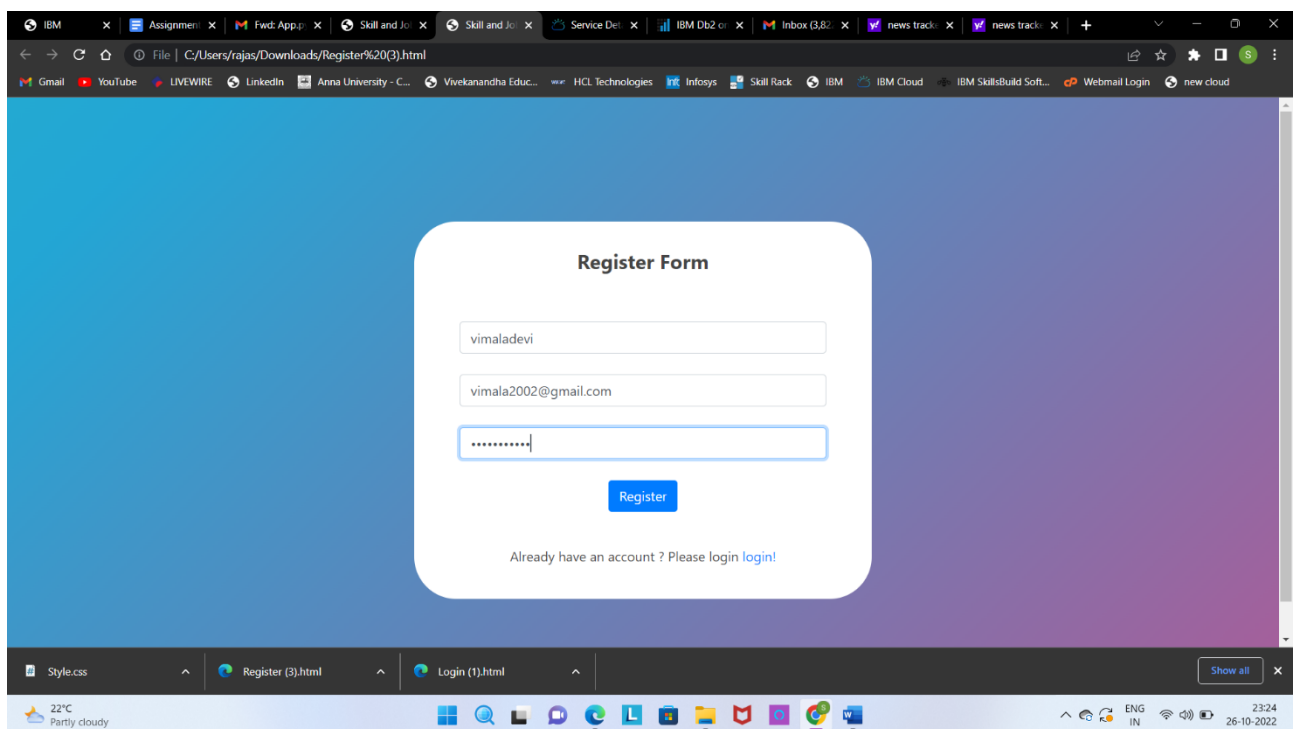 IBM
Assignment
Fwd: App.p
Skill and Jo
Skill and Jo
Service Det
IBM Db2 or
Inbox (3,82
news track
news track
File | C:/Users/rajas/Downloads/Register%20(3).html
S
Gmail
YouTube
LIVEWIRE
LinkedIn
Anna University - C...
Vivekanandha Educ...
HCL Technologies
Infosys
Skill Rack
IBM
IBM Cloud
IBM SkillsBuild Soft...
Webmail Login
new cloud
Register Form
vimaladevi
vimala2002@gmail.com
•••••••••••
Register
Already have an account ? Please login login!
Style.css
Register (3).html
Login (1).html
Show all
22°C
Partly cloudy
ENG
IN
23:24
26-10-2022